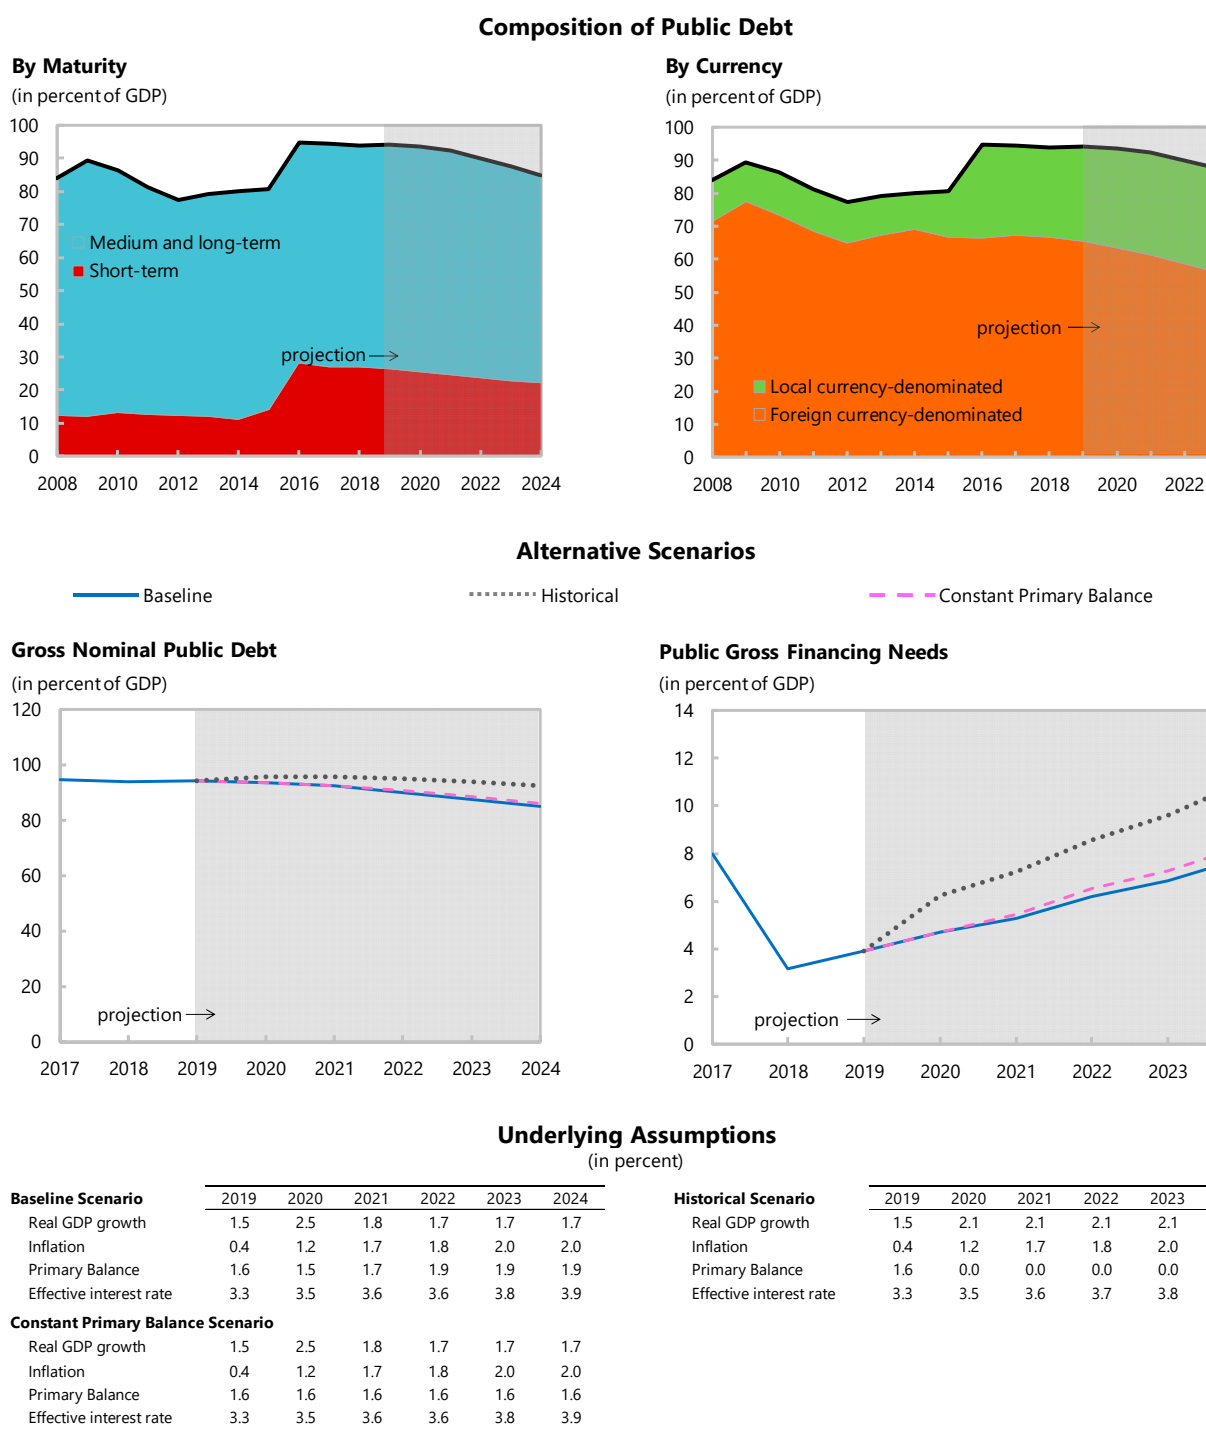 Composition of Public Debt
By Maturity
(in percent of GDP)
100
90
80
70
60
50
40
30
20
10
0
Medium and long-term
Short-term
projection
2008 2010 2012 2014 2016 2018 2020 2022 2024
By Currency
(in percent of GDP)
100
90
80
70
60
50
40
30
20
10
0
projection
Local currency-denominated
Foreign currency-denominated
2008 2010 2012 2014 2016 2018 2020 2022
Alternative Scenarios
Baseline Historical Constant Primary Balance
Gross Nominal Public Debt
(in percent of GDP)
120
100
80
60
40
20
0
projection
2017 2018 2019 2020 2021 2022 2023 2024
Public Gross Financing Needs
(in percent of GDP)
14
12
10
8
6
4
2
0
projection
2017 2018 2019 2020 2021 2022 2023
Underlying Assumptions
(in percent)
Baseline Scenario 2019 2020 2021 2022 2023 2024
Real GDP growth 1.5 2.5 1.8 1.7 1.7 1.7
Inflation 0.4 1.2 1.7 1.8 2.0 2.0
Primary Balance 1.6 1.5 1.7 1.9 1.9 1.9
Effective interest rate 3.3 3.5 3.6 3.6 3.8 3.9
Constant Primary Balance Scenario
Real GDP growth 1.5 2.5 1.8 1.7 1.7 1.7
Inflation 0.4 1.2 1.7 1.8 2.0 2.0
Primary Balance 1.6 1.6 1.6 1.6 1.6 1.6
Effective interest rate 3.3 3.5 3.6 3.6 3.8 3.9
Historical Scenario 2019 2020 2021 2022 2023
Real GDP growth 1.5 2.1 2.1 2.1 2.1
Inflation 0.4 1.2 1.7 1.8 2.0
Primary Balance 1.6 0.0 0.0 0.0 0.0
Effective interest rate 3.3 3.5 3.6 3.7 3.8